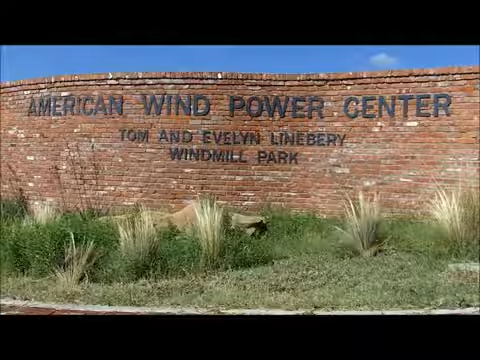 AMERICAN WIND POWER CENTER
TOM AND EVELYN LINEBERY
WINDMILL PARK